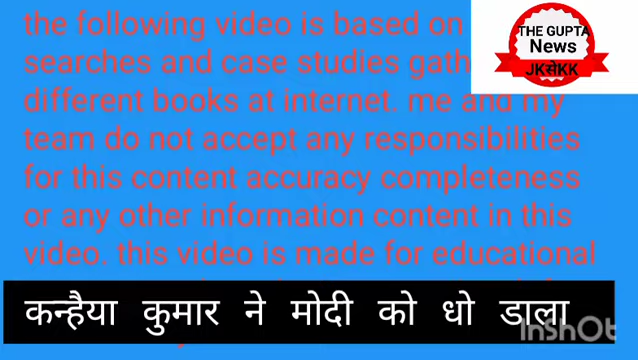 the following video is based on
searches and case studies
different books at internet. me and my
team do not accept any responsibilities
for this content accuracy completeness
or any other information content in this
video. this video is made for educational
THE GUPTA
News
JKसेKK
कन्हैया कुमार ने मोदी को धो डाला
InShOt